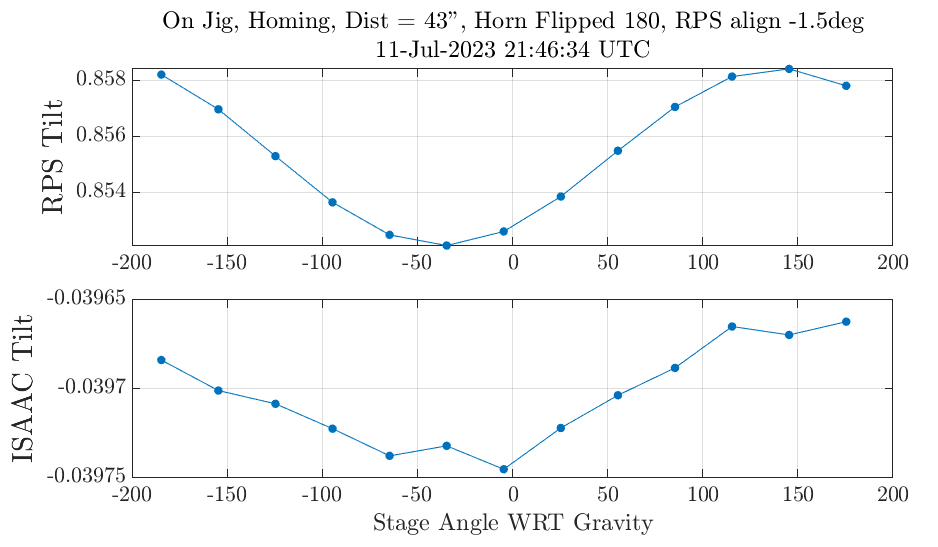 On Jig, Homing, Dist = 43”, Horn Flipped 180, RPS align -1.5deg
11-Jul-2023 21:46:34 UTC
RPS Tilt
0.858
0.856
0.854
-200 -150 -100 -50 0 50 100 150 200
ISAAC Tilt
-0.03965
-0.0397
-0.03975
-200 -150 -100 -50 0 50 100 150 200
Stage Angle WRT Gravity